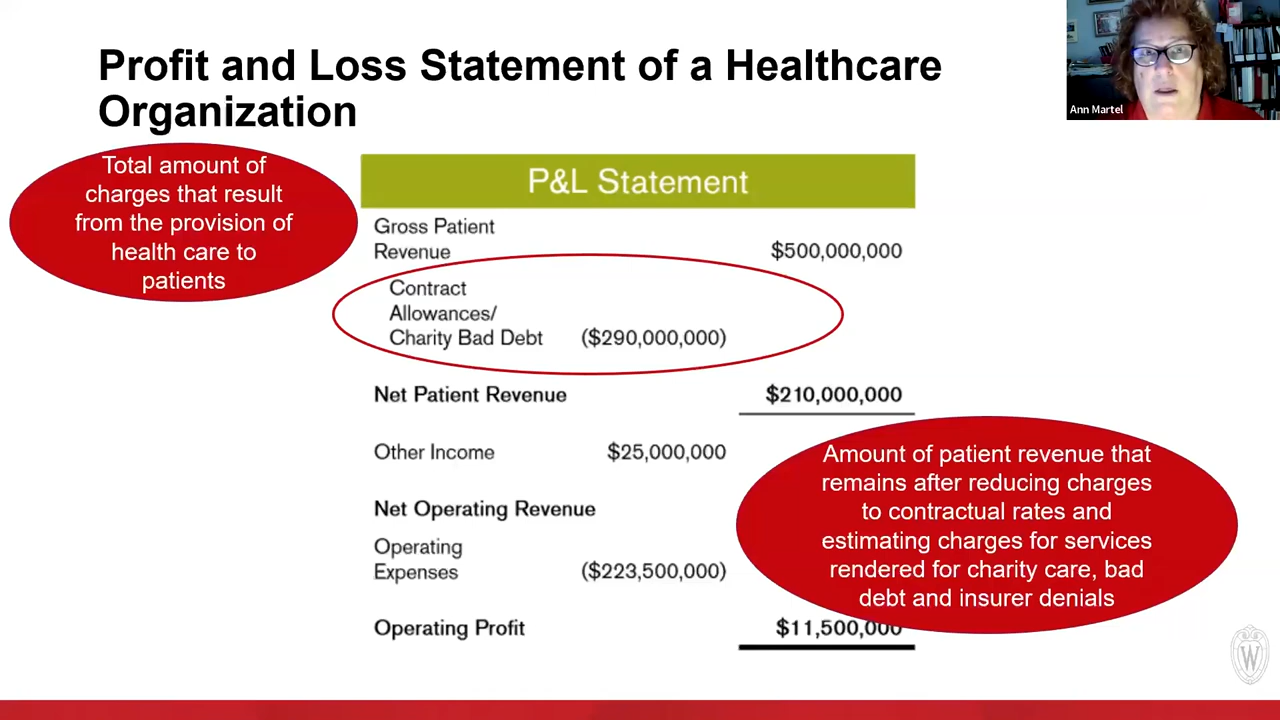 Profit and Loss Statement of a Healthcare
Organization
Ann Martel
Total amount of
charges that result
from the provision of
health care to
patients
P&L Statement
Gross Patient
Revenue $500,000,000
Contract
Allowances/
Charity Bad Debt ($290,000,000)
Net Patient Revenue $210,000,000
Other Income $25,000,000
Net Operating Revenue
Operating
Expenses ($223,500,000)
Operating Profit $11,500,000
Amount of patient revenue that
remains after reducing charges
to contractual rates and
estimating charges for services
rendered for charity care, bad
debt and insurer denials
W